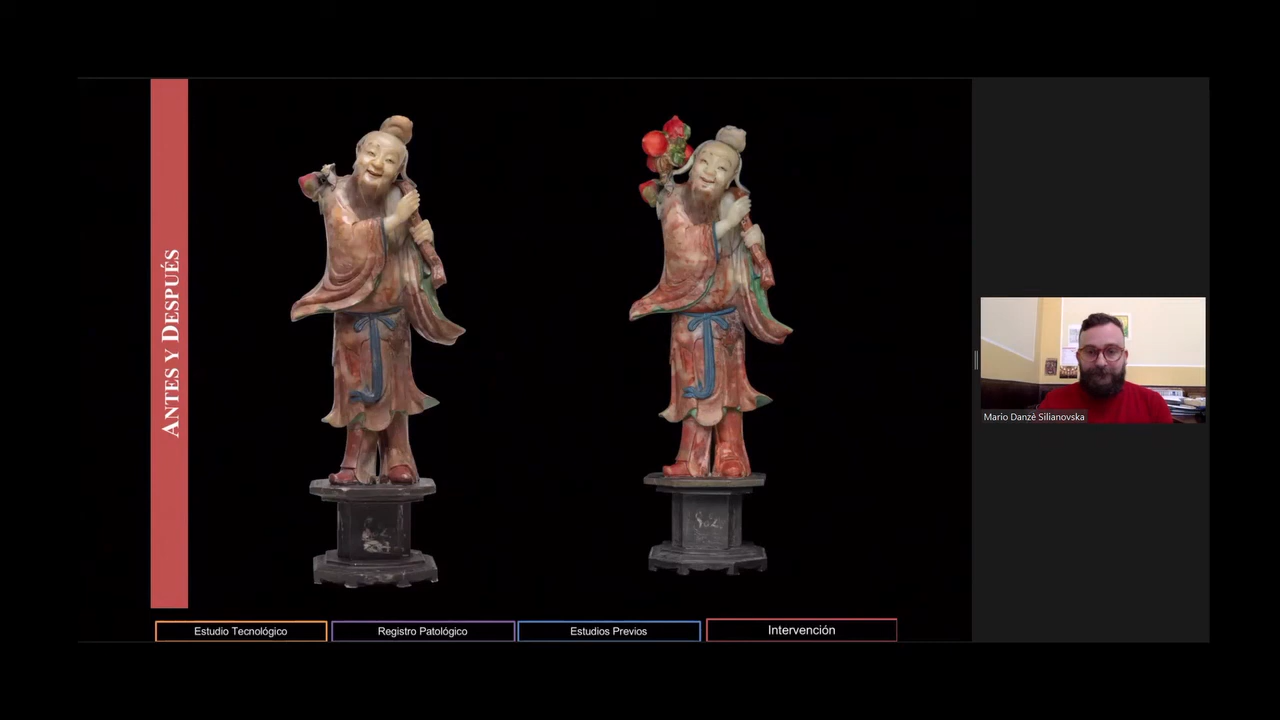 ANTES Y DESPUÉS
Mario Danzè Silianovska
Estudio Tecnológico
Registro Patológico
Estudios Previos
Intervención